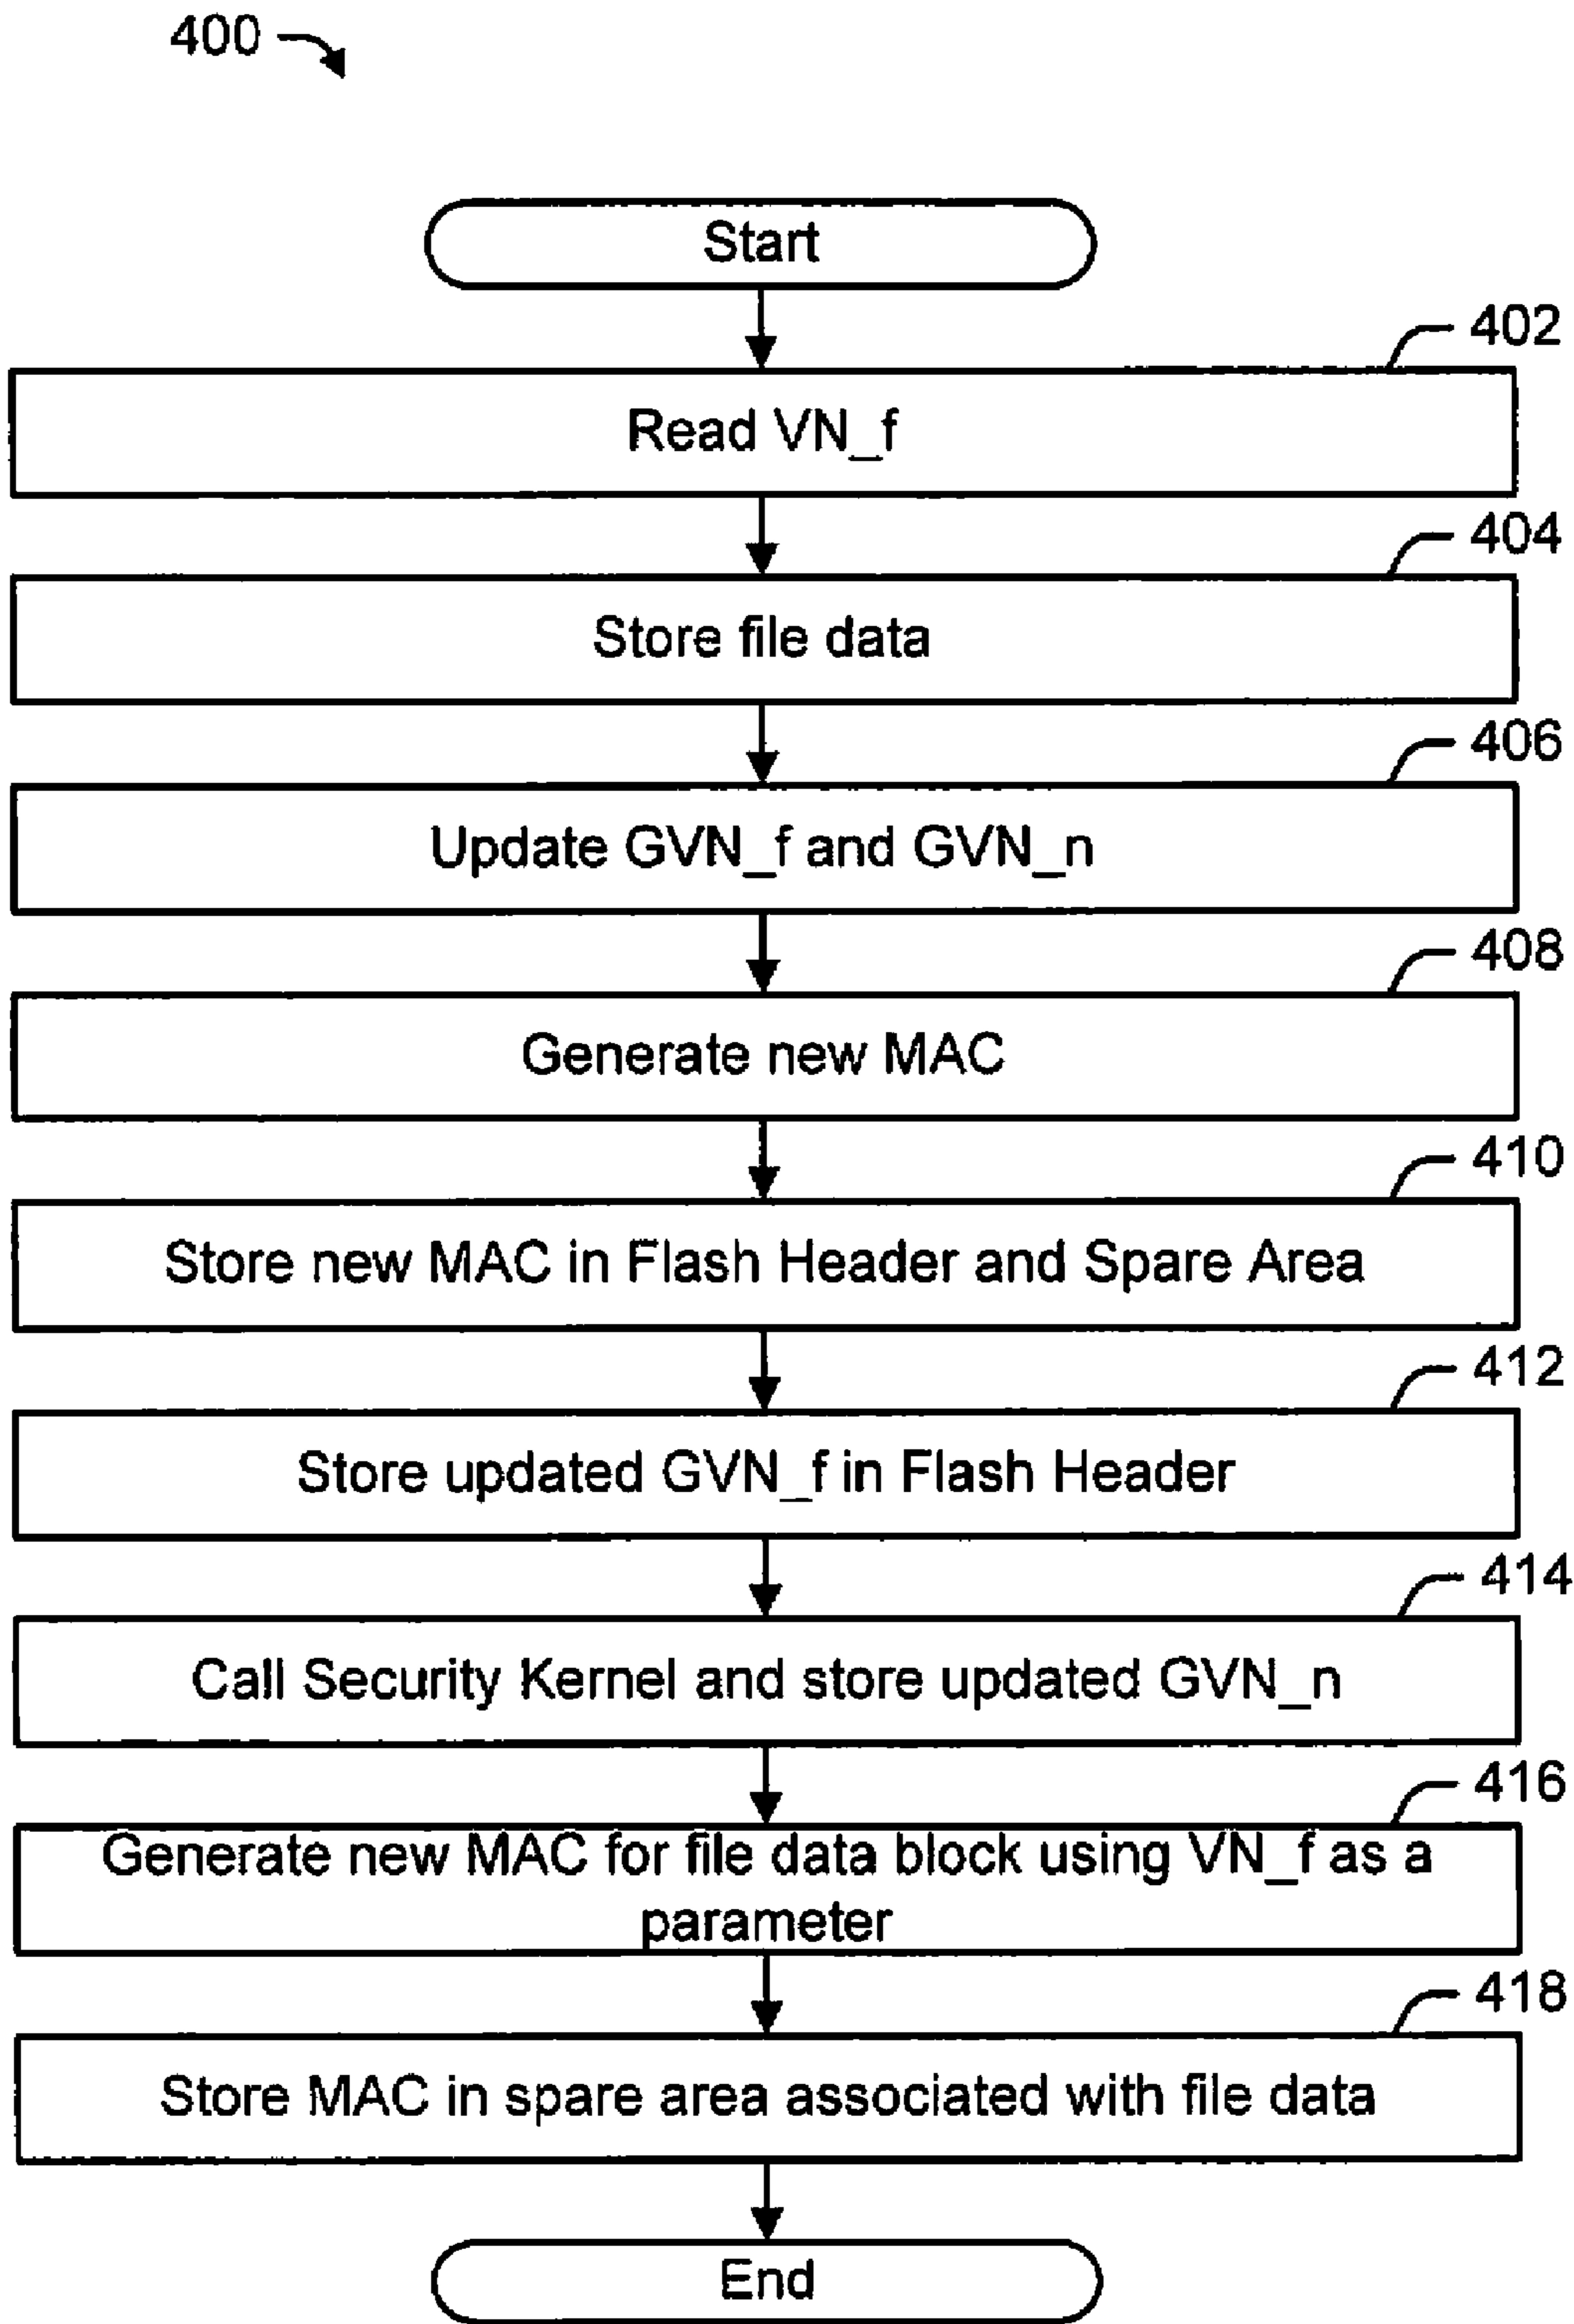 400
Start
402
Read VN_f
404
Store file data
406
Update GVN_f and GVN_n
408
Generate new MAC
410
Store new MAC in Flash Header and Spare Area
412
Store updated GVN_f in Flash Header
414
Call Security Kernel and store updated GVN_n
416
Generate new MAC for file data block using VN_f as a
parameter
418
Store MAC in spare area associated with file data
End